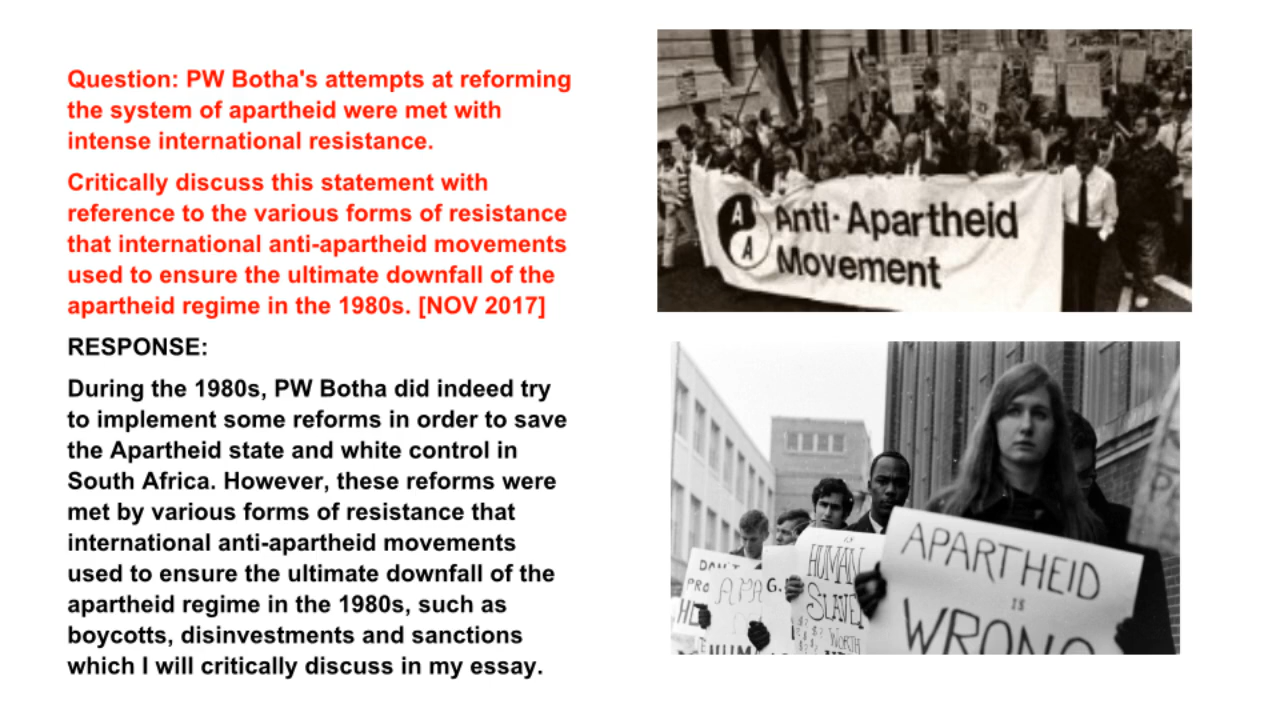 Question: PW Botha's attempts at reforming
the system of apartheid were met with
intense international resistance.
Critically discuss this statement with
reference to the various forms of resistance
that international anti-apartheid movements
used to ensure the ultimate downfall of the
apartheid regime in the 1980s. [NOV 2017]
RESPONSE:
During the 1980s, PW Botha did indeed try
to implement some reforms in order to save
the Apartheid state and white control in
South Africa. However, these reforms were
met by various forms of resistance that
international anti-apartheid movements
used to ensure the ultimate downfall of the
apartheid regime in the 1980s, such as
boycotts, disinvestments and sanctions
which I will critically discuss in my essay.
A
A
Anti-Apartheid
Movement
DON'T
PRO
APA
G.
IS
HUMAN
SLAVE
$? $? WORTH
APARTHEID
IS
WRONG